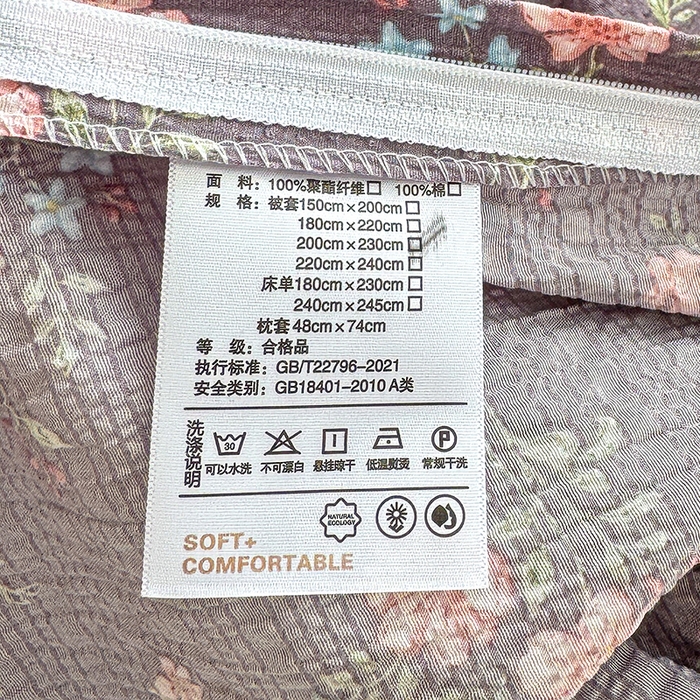 面 料：100%聚酯纤维□ 100%棉□
规 格：被套150cm×200cm□
180cm×220cm□
200cm×230cm□
220cm×240cm□
床单180cm×230cm□
240cm×245cm□
枕套48cm×74cm
等 级：合格品
执行标准：GB/T22796–2021
安全类别：GB18401–2010 A类
洗涤说明
30
P
可以水洗 不可漂白 悬挂晾干 低温熨烫 常规干洗
NATURAL
ECOLOGY
SOFT+
COMFORTABLE